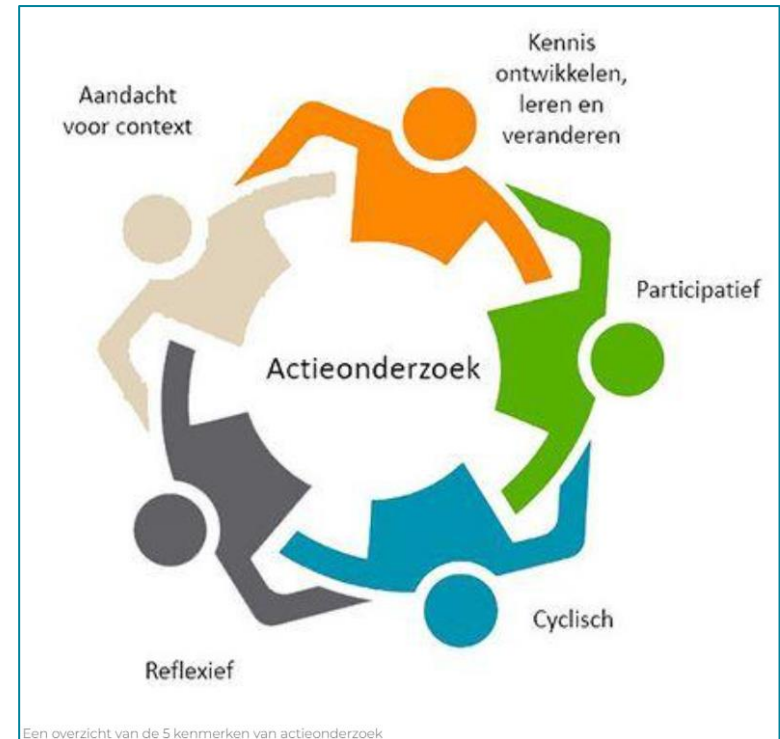 Kennis
ontwikkelen,
leren en
veranderen
Aandacht
voor context
Participatief
Actieonderzoek
Cyclisch
Reflexief
Een overzicht van de 5 kenmerken van actieonderzoek